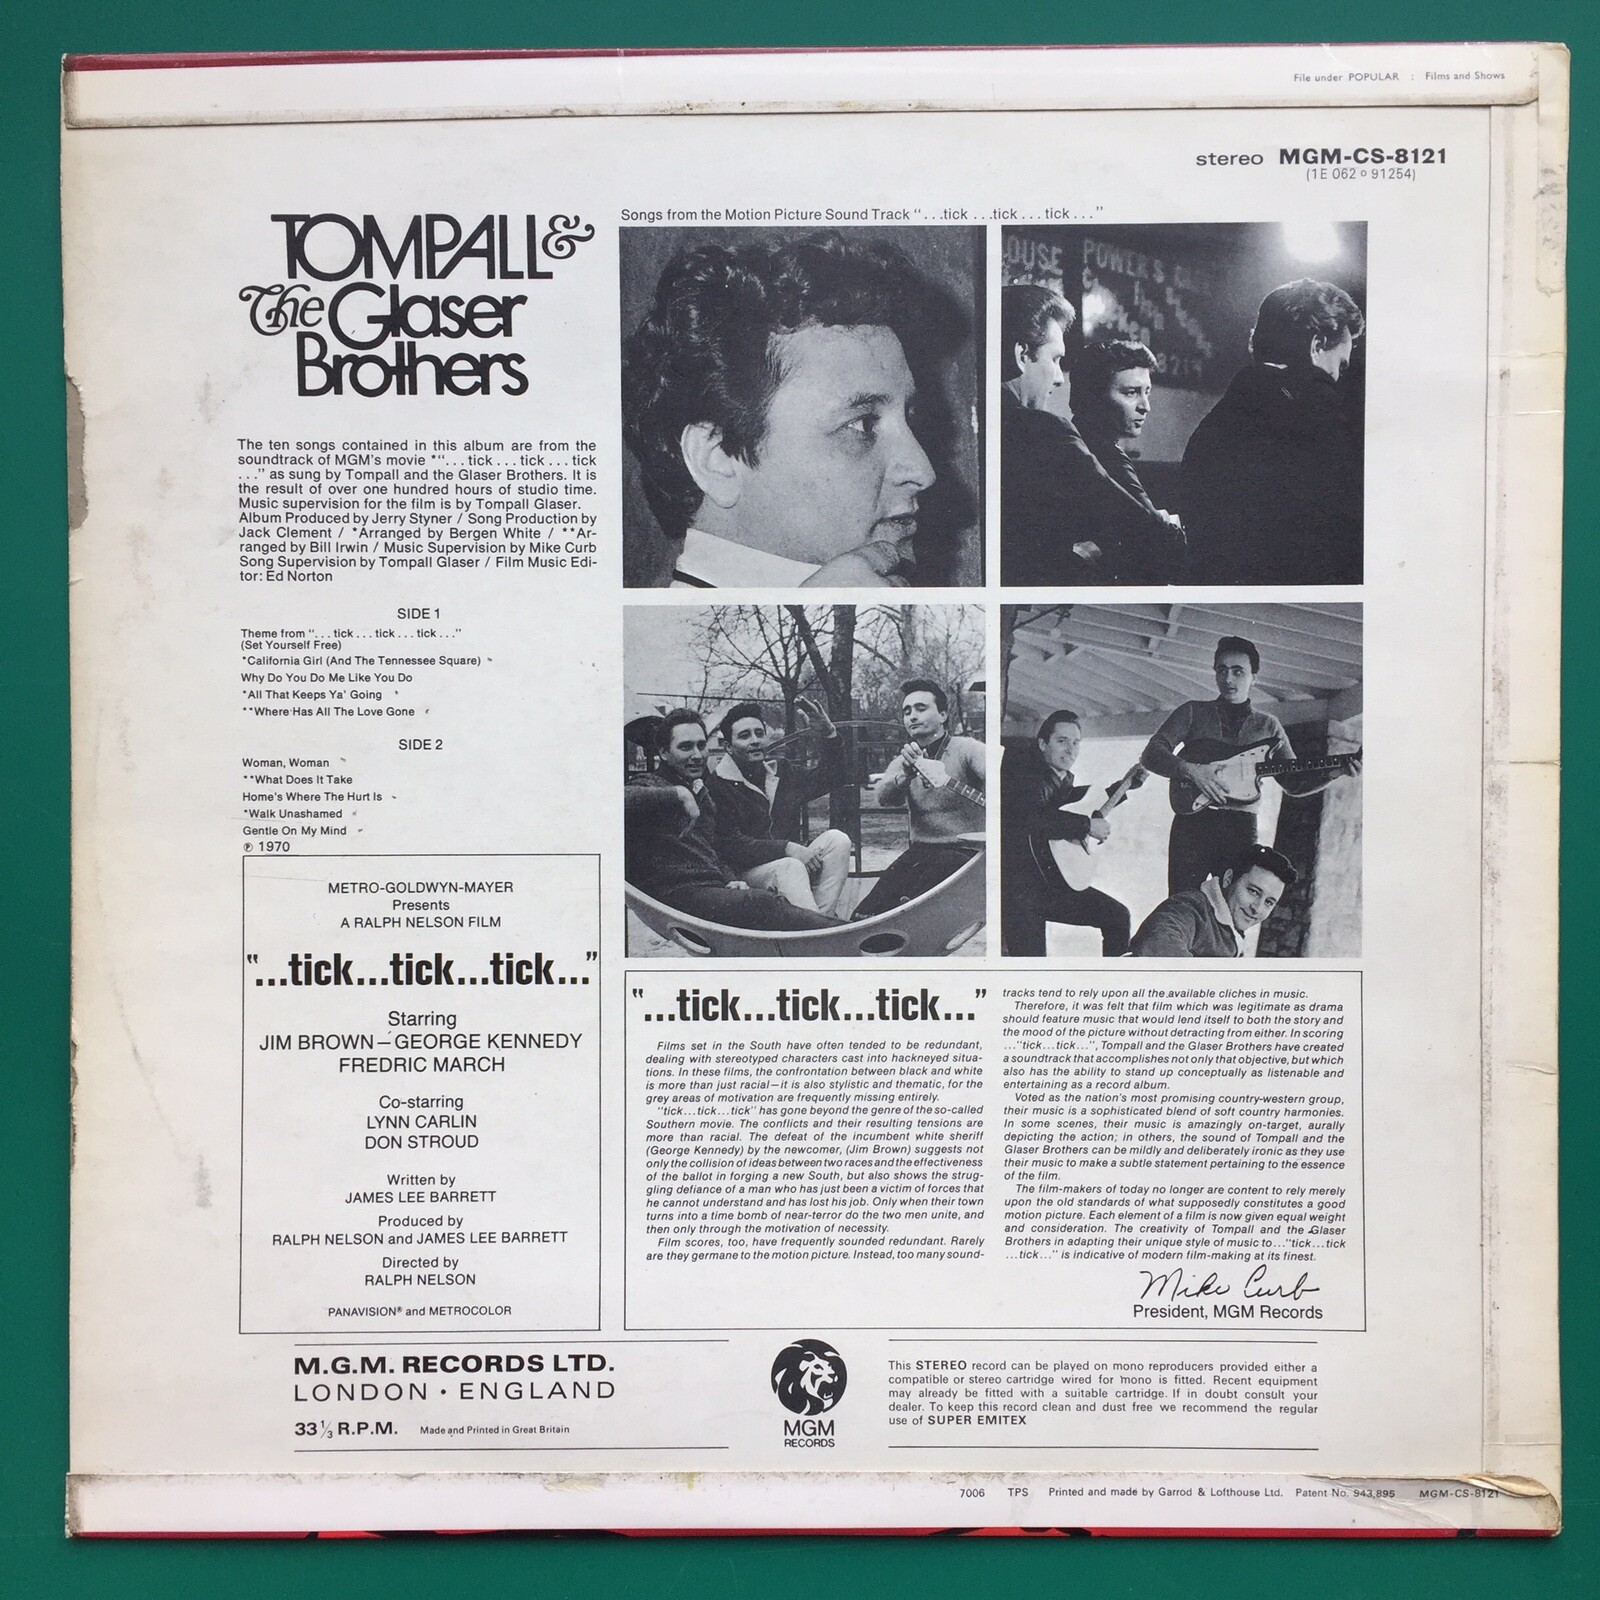 File under POPULAR : Films and Shows
stereo MGM-CS-8121
(1E 062 o 91254)
TOMPALL &
The Glaser
Brothers
The ten songs contained in this album are from the
soundtrack of MGM's movie *“. . . tick . . . tick . . . tick
. . .” as sung by Tompall and the Glaser Brothers. It is
the result of over one hundred hours of studio time.
Music supervision for the film is by Tompall Glaser.
Album Produced by Jerry Styner / Song Production by
Jack Clement / *Arranged by Bergen White / **Ar-
ranged by Bill Irwin / Music Supervision by Mike Curb
Song Supervision by Tompall Glaser / Film Music Edi-
tor: Ed Norton
SIDE 1
Theme from “. . . tick . . . tick . . . tick . . .”
(Set Yourself Free)
*California Girl (And The Tennessee Square)
Why Do You Do Me Like You Do
*All That Keeps Ya' Going
**Where Has All The Love Gone
SIDE 2
Woman, Woman
**What Does It Take
Home's Where The Hurt Is
*Walk Unashamed
Gentle On My Mind
℗ 1970
METRO-GOLDWYN-MAYER
Presents
A RALPH NELSON FILM
“...tick...tick...tick...”
Starring
JIM BROWN – GEORGE KENNEDY
FREDRIC MARCH
Co-starring
LYNN CARLIN
DON STROUD
Written by
JAMES LEE BARRETT
Produced by
RALPH NELSON and JAMES LEE BARRETT
Directed by
RALPH NELSON
PANAVISION® and METROCOLOR
Songs from the Motion Picture Sound Track “. . .tick . . .tick . . . tick . . .”
OUSE POWERS
“...tick...tick...tick...”
Films set in the South have often tended to be redundant,
dealing with stereotyped characters cast into hackneyed situa-
tions. In these films, the confrontation between black and white
is more than just racial—it is also stylistic and thematic, for the
grey areas of motivation are frequently missing entirely.
“tick...tick...tick” has gone beyond the genre of the so-called
Southern movie. The conflicts and their resulting tensions are
more than racial. The defeat of the incumbent white sheriff
(George Kennedy) by the newcomer, (Jim Brown) suggests not
only the collision of ideas between two races and the effectiveness
of the ballot in forging a new South, but also shows the strug-
gling defiance of a man who has just been a victim of forces that
he cannot understand and has lost his job. Only when their town
turns into a time bomb of near-terror do the two men unite, and
then only through the motivation of necessity.
Film scores, too, have frequently sounded redundant. Rarely
are they germane to the motion picture. Instead, too many sound-
tracks tend to rely upon all the available cliches in music.
Therefore, it was felt that film which was legitimate as drama
should feature music that would lend itself to both the story and
the mood of the picture without detracting from either. In scoring
...“tick...tick...”, Tompall and the Glaser Brothers have created
a soundtrack that accomplishes not only that objective, but which
also has the ability to stand up conceptually as listenable and
entertaining as a record album.
Voted as the nation's most promising country-western group,
their music is a sophisticated blend of soft country harmonies.
In some scenes, their music is amazingly on-target, aurally
depicting the action; in others, the sound of Tompall and the
Glaser Brothers can be mildly and deliberately ironic as they use
their music to make a subtle statement pertaining to the essence
of the film.
The film-makers of today no longer are content to rely merely
upon the old standards of what supposedly constitutes a good
motion picture. Each element of a film is now given equal weight
and consideration. The creativity of Tompall and the Glaser
Brothers in adapting their unique style of music to...“tick...tick
...tick...” is indicative of modern film-making at its finest.
Mike Curb
President, MGM Records
M.G.M. RECORDS LTD.
LONDON • ENGLAND
33⅓ R.P.M. Made and Printed in Great Britain
MGM
RECORDS
This STEREO record can be played on mono reproducers provided either a
compatible or stereo cartridge wired for mono is fitted. Recent equipment
may already be fitted with a suitable cartridge. If in doubt consult your
dealer. To keep this record clean and dust free we recommend the regular
use of SUPER EMITEX
7006 TPS Printed and made by Garrod & Lofthouse Ltd. Patent No. 943,895 MGM-CS-8121